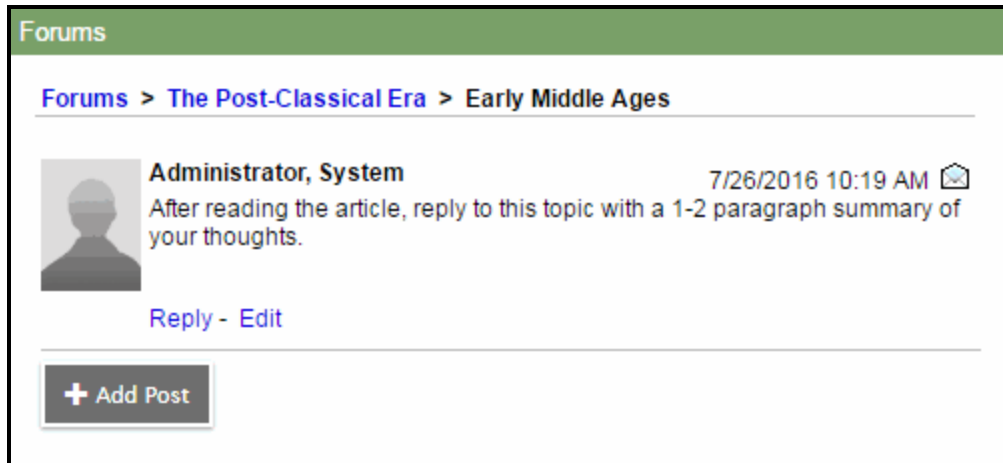 Forums
Forums > The Post-Classical Era > Early Middle Ages
Administrator, System 7/26/2016 10:19 AM
After reading the article, reply to this topic with a 1-2 paragraph summary of
your thoughts.
Reply - Edit
+ Add Post